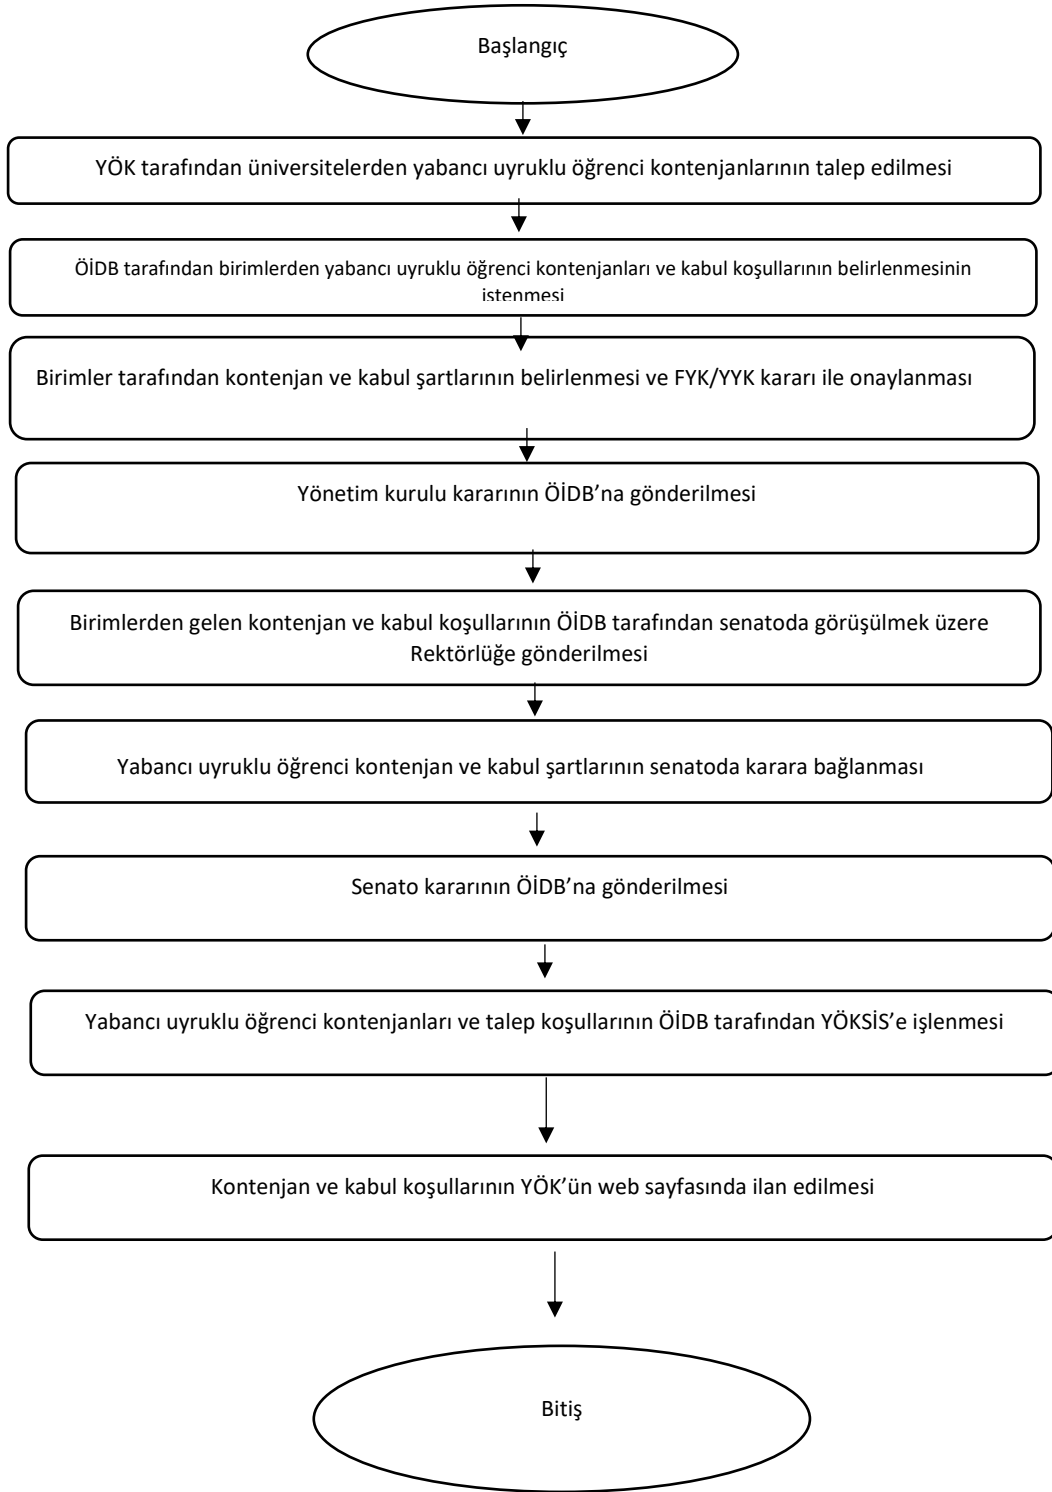 Başlangıç
YÖK tarafından üniversitelerden yabancı uyruklu öğrenci kontenjanlarının talep edilmesi
ÖİDB tarafından birimlerden yabancı uyruklu öğrenci kontenjanları ve kabul koşullarının belirlenmesinin
istenmesi
Birimler tarafından kontenjan ve kabul şartlarının belirlenmesi ve FYK/YYK kararı ile onaylanması
Yönetim kurulu kararının ÖİDB’na gönderilmesi
Birimlerden gelen kontenjan ve kabul koşullarının ÖİDB tarafından senatoda görüşülmek üzere
Rektörlüğe gönderilmesi
Yabancı uyruklu öğrenci kontenjan ve kabul şartlarının senatoda karara bağlanması
Senato kararının ÖİDB’na gönderilmesi
Yabancı uyruklu öğrenci kontenjanları ve talep koşullarının ÖİDB tarafından YÖKSİS’e işlenmesi
Kontenjan ve kabul koşullarının YÖK’ün web sayfasında ilan edilmesi
Bitiş